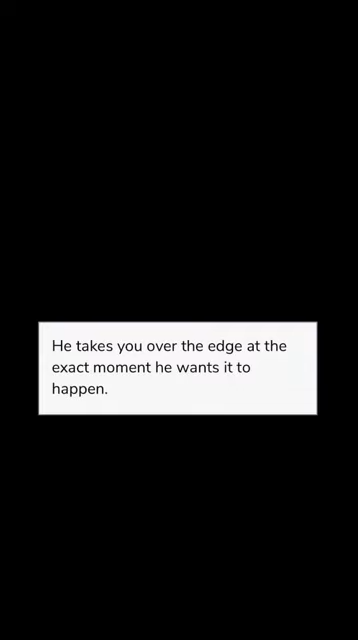 He takes you over the edge at the
exact moment he wants it to
happen.